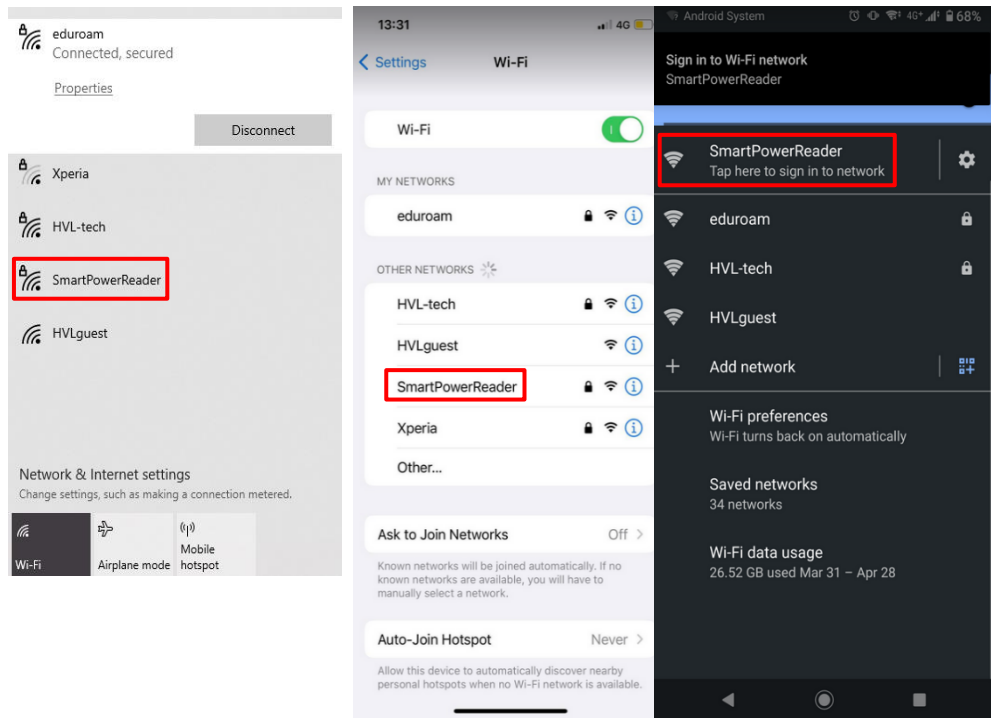 eduroam
Connected, secured
Properties
Disconnect
Xperia
HVL-tech
SmartPowerReader
HVLguest
Network & Internet settings
Change settings, such as making a connection metered.
Wi-Fi
Airplane mode
Mobile
hotspot
13:31
4G
Settings
Wi-Fi
Wi-Fi
MY NETWORKS
eduroam
OTHER NETWORKS
HVL-tech
HVLguest
SmartPowerReader
Xperia
Other...
Ask to Join Networks Off
Known networks will be joined automatically. If no
known networks are available, you will have to
manually select a network.
Auto-Join Hotspot Never
Allow this device to automatically discover nearby
personal hotspots when no Wi-Fi network is available.
Android System 4G+ 68%
Sign in to Wi-Fi network
SmartPowerReader
SmartPowerReader
Tap here to sign in to network
eduroam
HVL-tech
HVLguest
Add network
Wi-Fi preferences
Wi-Fi turns back on automatically
Saved networks
34 networks
Wi-Fi data usage
26.52 GB used Mar 31 – Apr 28